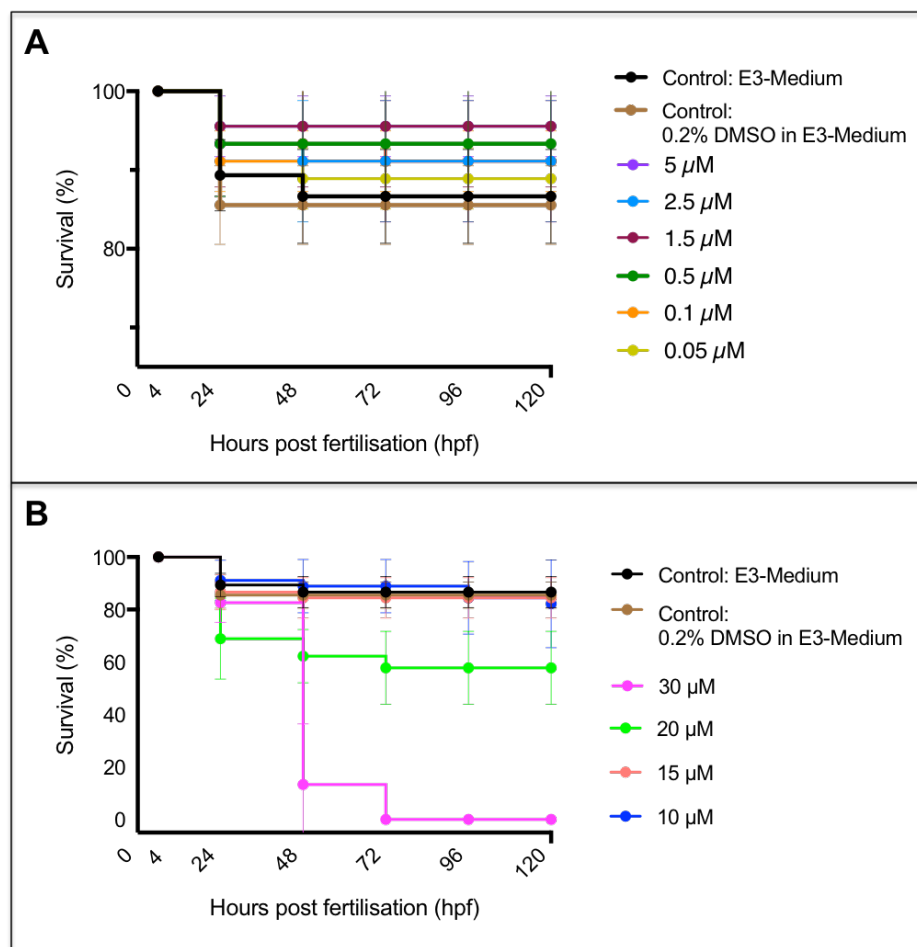 A
100
80
Survival (%)
0
4
24
48
72
96
120
Hours post fertilisation (hpf)
Control: E3-Medium
Control:
0.2% DMSO in E3-Medium
5 µM
2.5 µM
1.5 µM
0.5 µM
0.1 µM
0.05 µM
B
100
80
60
40
20
0
Survival (%)
0
4
24
48
72
96
120
Hours post fertilisation (hpf)
Control: E3-Medium
Control:
0.2% DMSO in E3-Medium
30 µM
20 µM
15 µM
10 µM